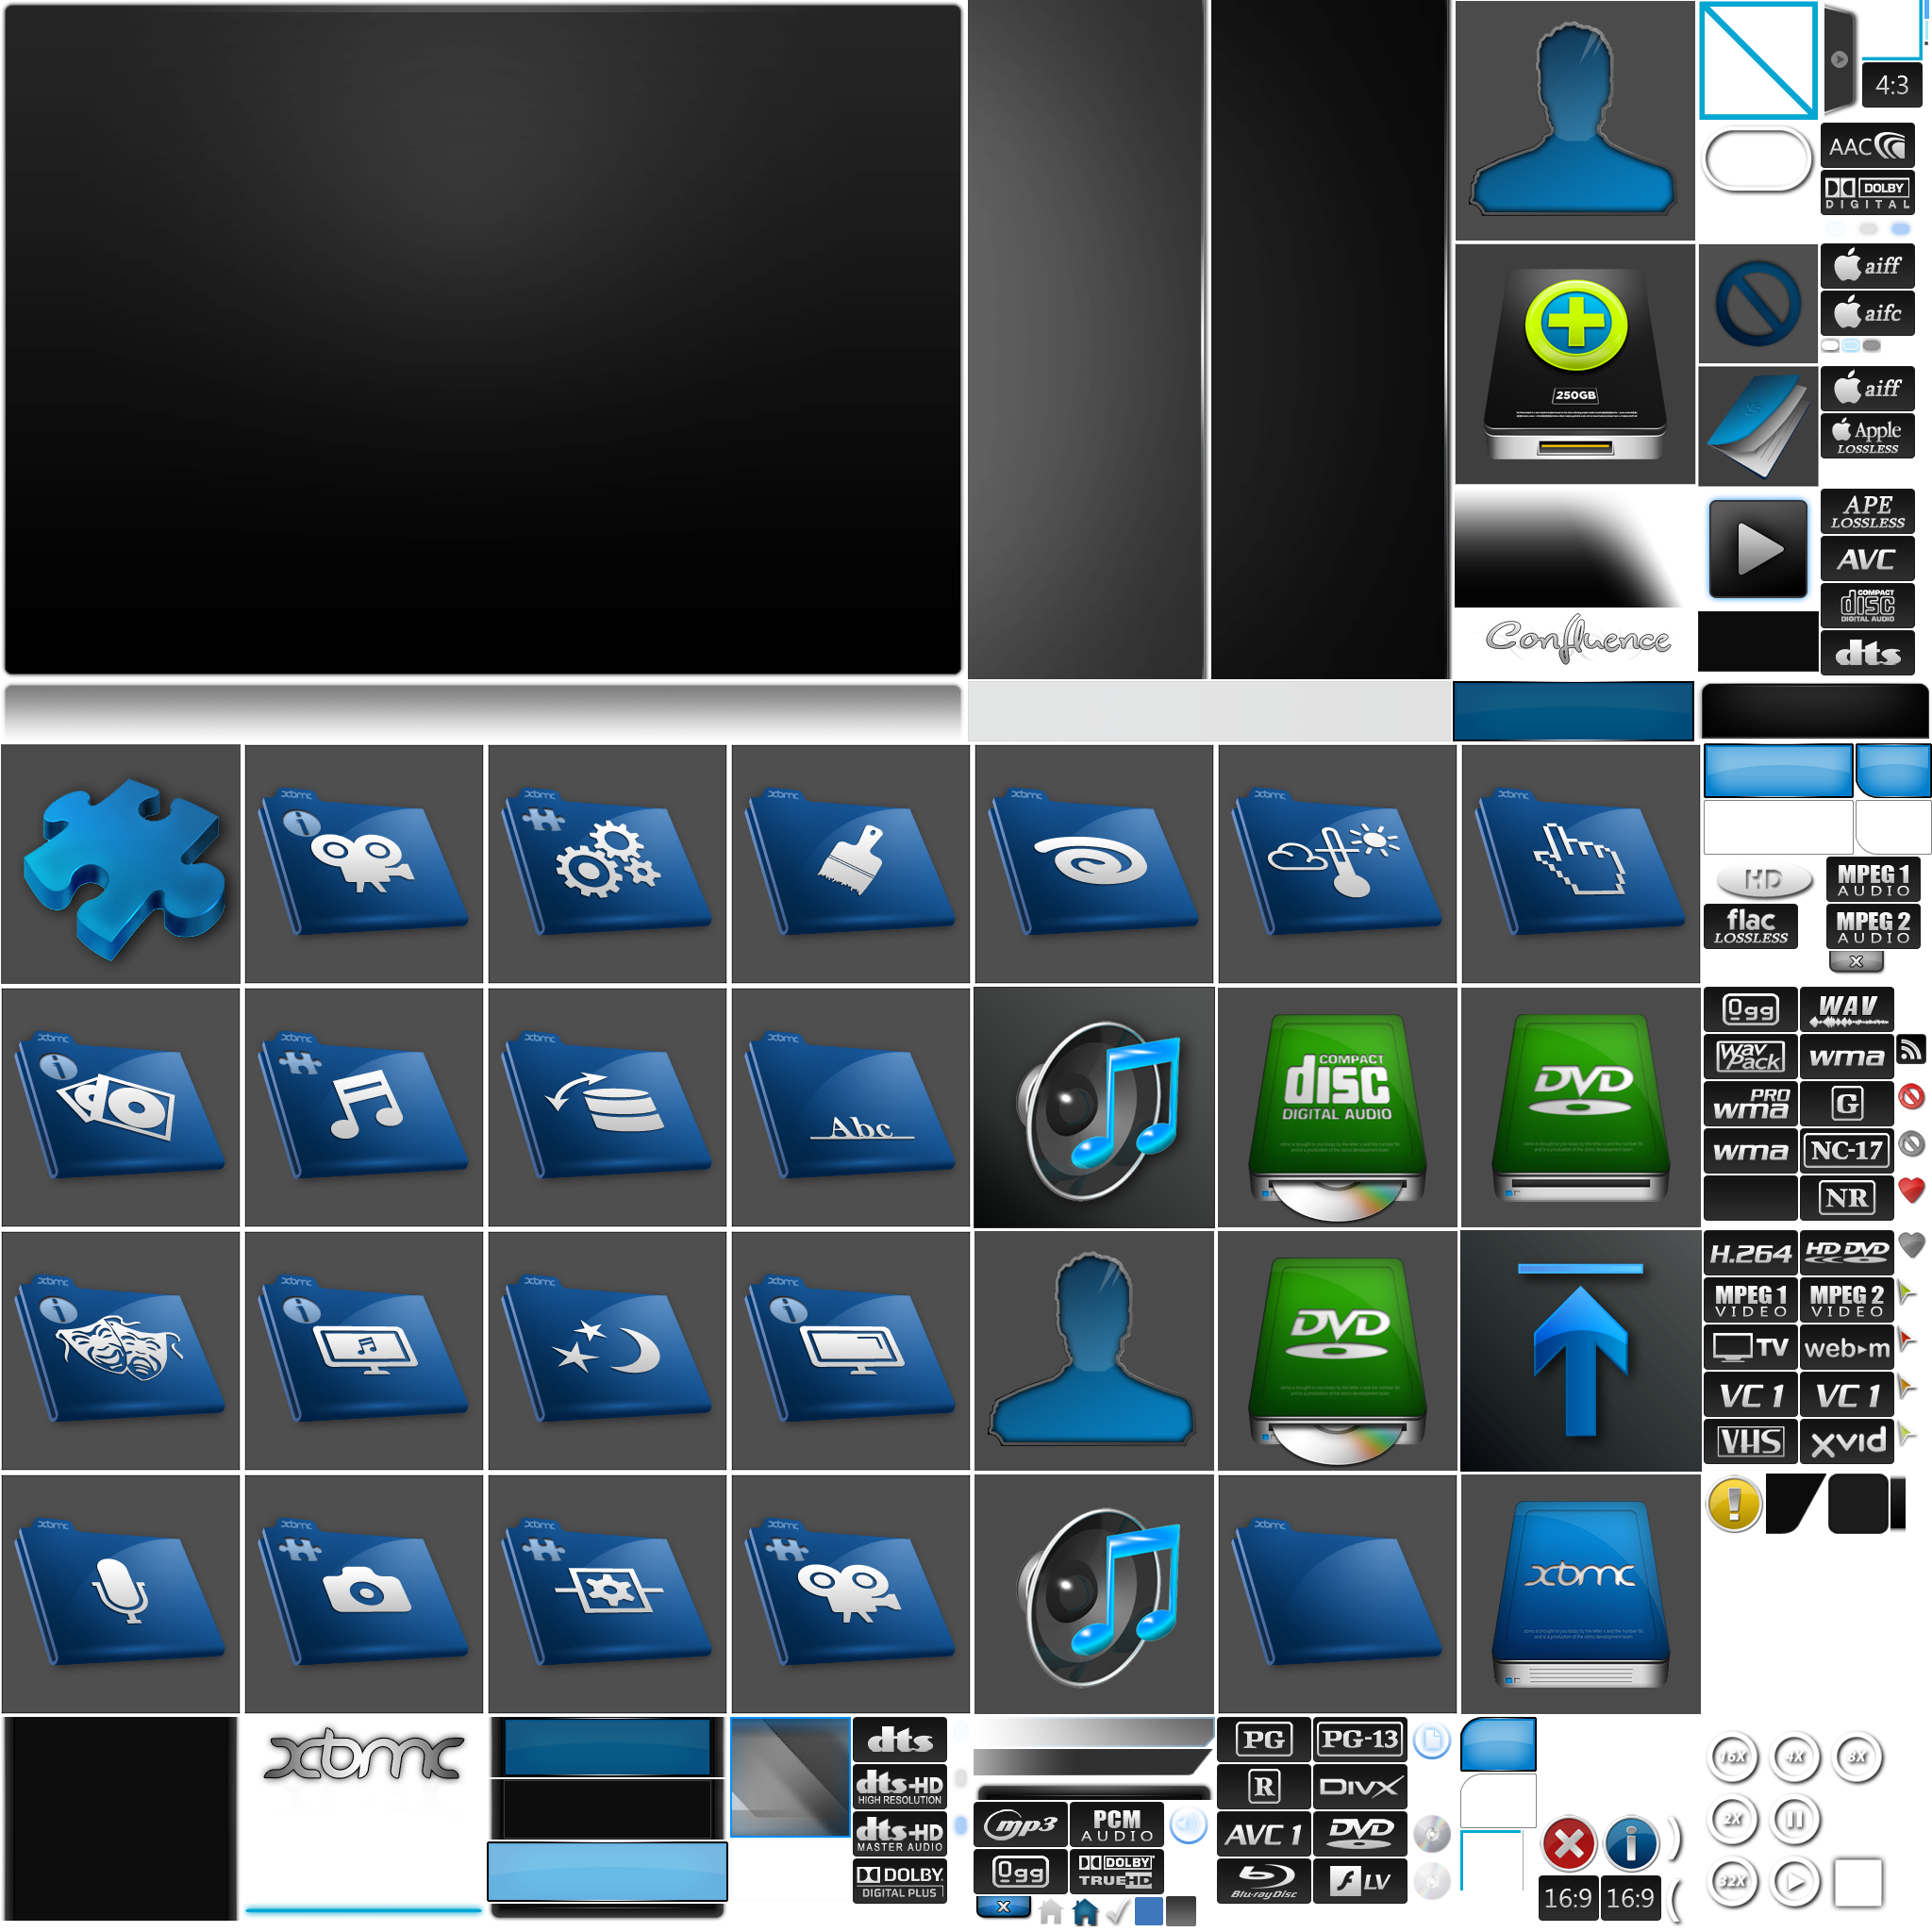 4:3
AAC
DOLBY
DIGITAL
aiff
aifc
250GB
aiff
Apple
LOSSLESS
APE
LOSSLESS
AVC
COMPACT
disc
DIGITAL AUDIO
Confluence
dts
xbmc
xbmc
xbmc
xbmc
xbmc
xbmc
i
HD
MPEG 1
AUDIO
flac
LOSSLESS
MPEG 2
AUDIO
x
xbmc
xbmc
xbmc
xbmc
i
Abc
COMPACT
disc
DIGITAL AUDIO
DVD
Ogg
WAV
WavPack
wma
PRO
wma
G
wma
NC-17
NR
xbmc
xbmc
xbmc
xbmc
i
i
i
DVD
H.264
HD DVD
MPEG 1
VIDEO
MPEG 2
VIDEO
TV
web m
VC 1
VC 1
VHS
xvid
xbmc
xbmc
xbmc
xbmc
xbmc
xbmc
!
xbmc
dts
dts-HD
HIGH RESOLUTION
dts-HD
MASTER AUDIO
DOLBY
DIGITAL PLUS
mp3
PCM
AUDIO
Ogg
DOLBY
TRUEHD
x
PG
PG-13
R
DIVX
AVC 1
DVD
Blu-ray Disc
FLV
i
16:9
16:9
16X
4X
8X
2X
32X